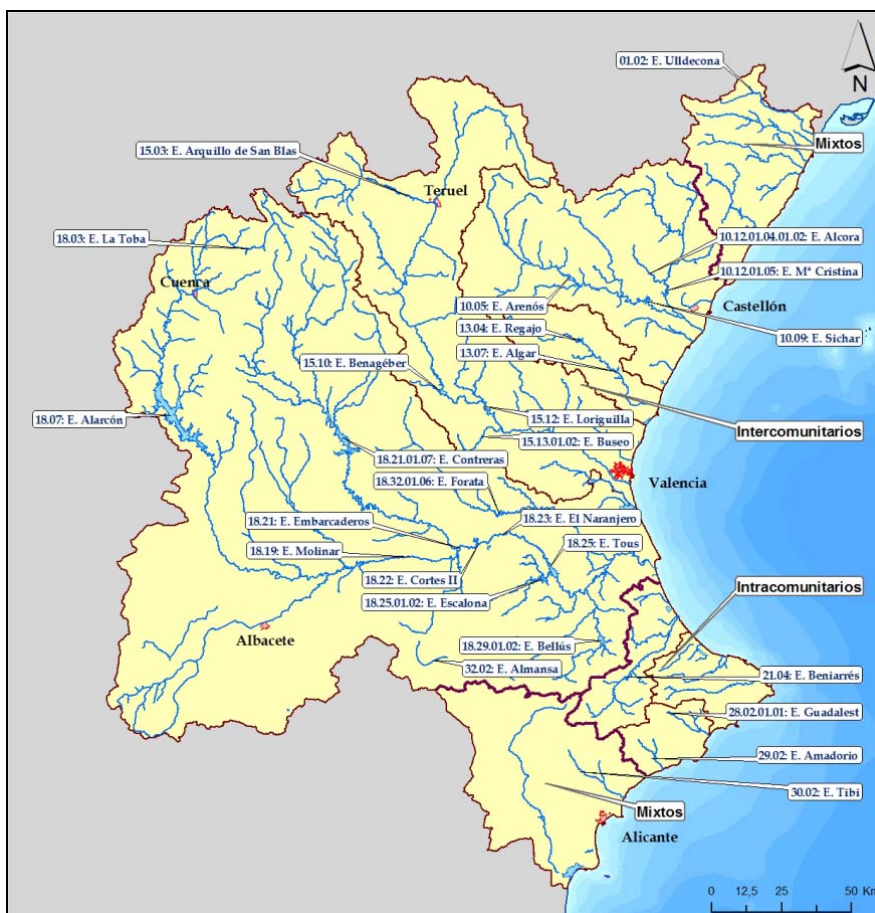 01.02: E. Ulldecona
N
Mixtos
15.03: E. Arquillo de San Blas
Teruel
18.03: E. La Toba
10.12.01.04.01.02: E. Alcora
Cuenca
10.12.01.05: E. Mª Cristina
10.05: E. Arenós
Castellón
13.04: E. Regajo
10.09: E. Sichar
13.07: E. Algar
15.10: E. Benagéber
18.07: E. Alarcón
15.12: E. Loriguilla
Intercomunitarios
15.13.01.02: E. Buseo
18.21.01.07: E. Contreras
18.32.01.06: E. Forata
Valencia
18.21: E. Embarcaderos
18.23: E. El Naranjero
18.25: E. Tous
18.19: E. Molinar
18.22: E. Cortes II
Intracomunitarios
18.25.01.02: E. Escalona
Albacete
18.29.01.02: E. Bellús
32.02: E. Almansa
21.04: E. Beniarrés
28.02.01.01: E. Guadalest
29.02: E. Amadorio
30.02: E. Tibi
Mixtos
Alicante
0 12,5 25 50 Km